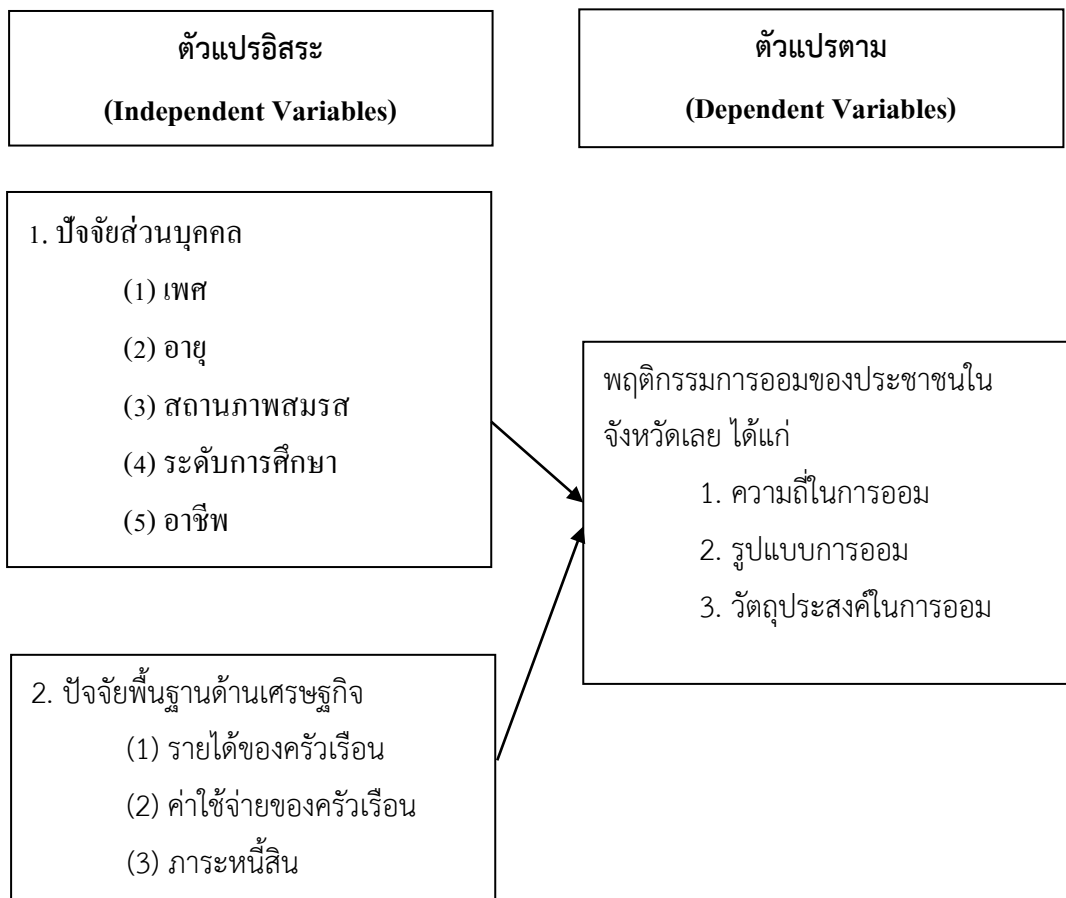 ตัวแปรอิสระ
(Independent Variables)
ตัวแปรตาม
(Dependent Variables)
1. ปัจจัยส่วนบุคคล
(1) เพศ
(2) อายุ
(3) สถานภาพสมรส
(4) ระดับการศึกษา
(5) อาชีพ
พฤติกรรมการออมของประชาชนใน
จังหวัดเลย ได้แก่
1. ความถี่ในการออม
2. รูปแบบการออม
3. วัตถุประสงค์ในการออม
2. ปัจจัยพื้นฐานด้านเศรษฐกิจ
(1) รายได้ของครัวเรือน
(2) ค่าใช้จ่ายของครัวเรือน
(3) ภาระหนี้สิน